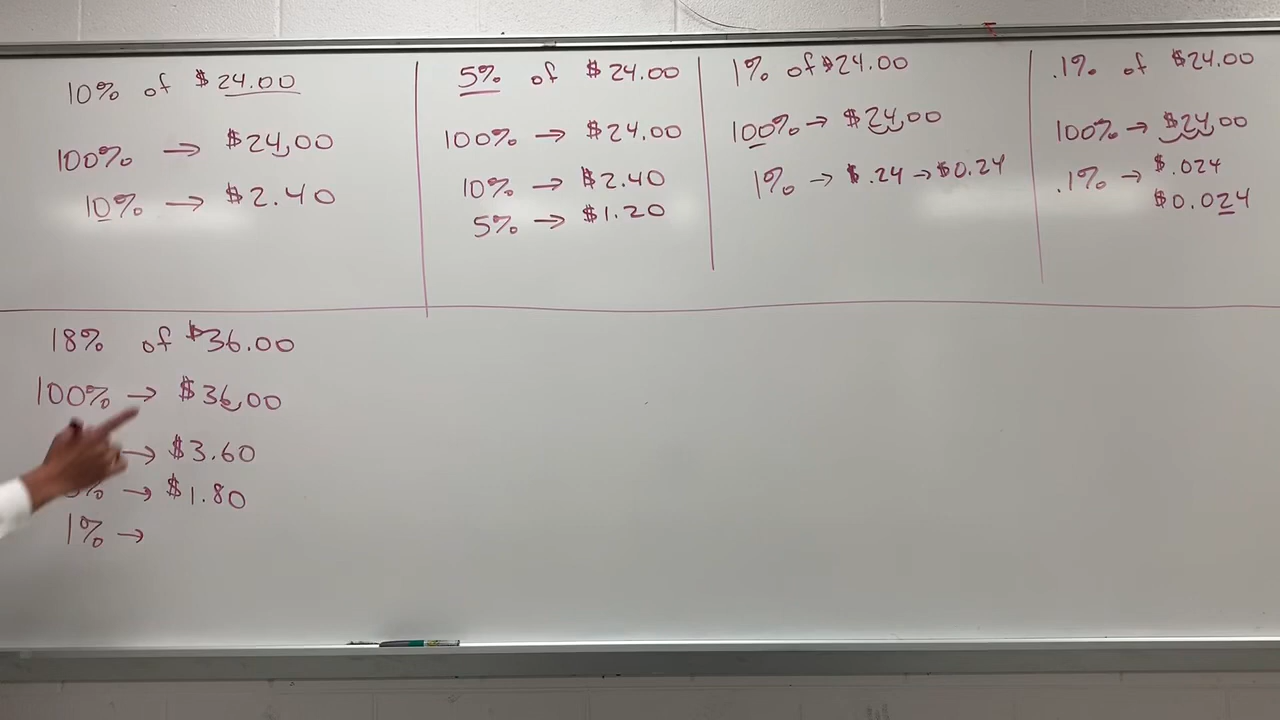 10% of $24.00
100% → $24.00
10% → $2.40
5% of $24.00
100% → $24.00
10% → $2.40
5% → $1.20
1% of $24.00
100% → $24.00
1% → $.24 → $0.24
.1% of $24.00
100% → $24.00
.1% → $.024
$0.024
18% of $36.00
100% → $36.00
→ $3.60
% → $1.80
1% →